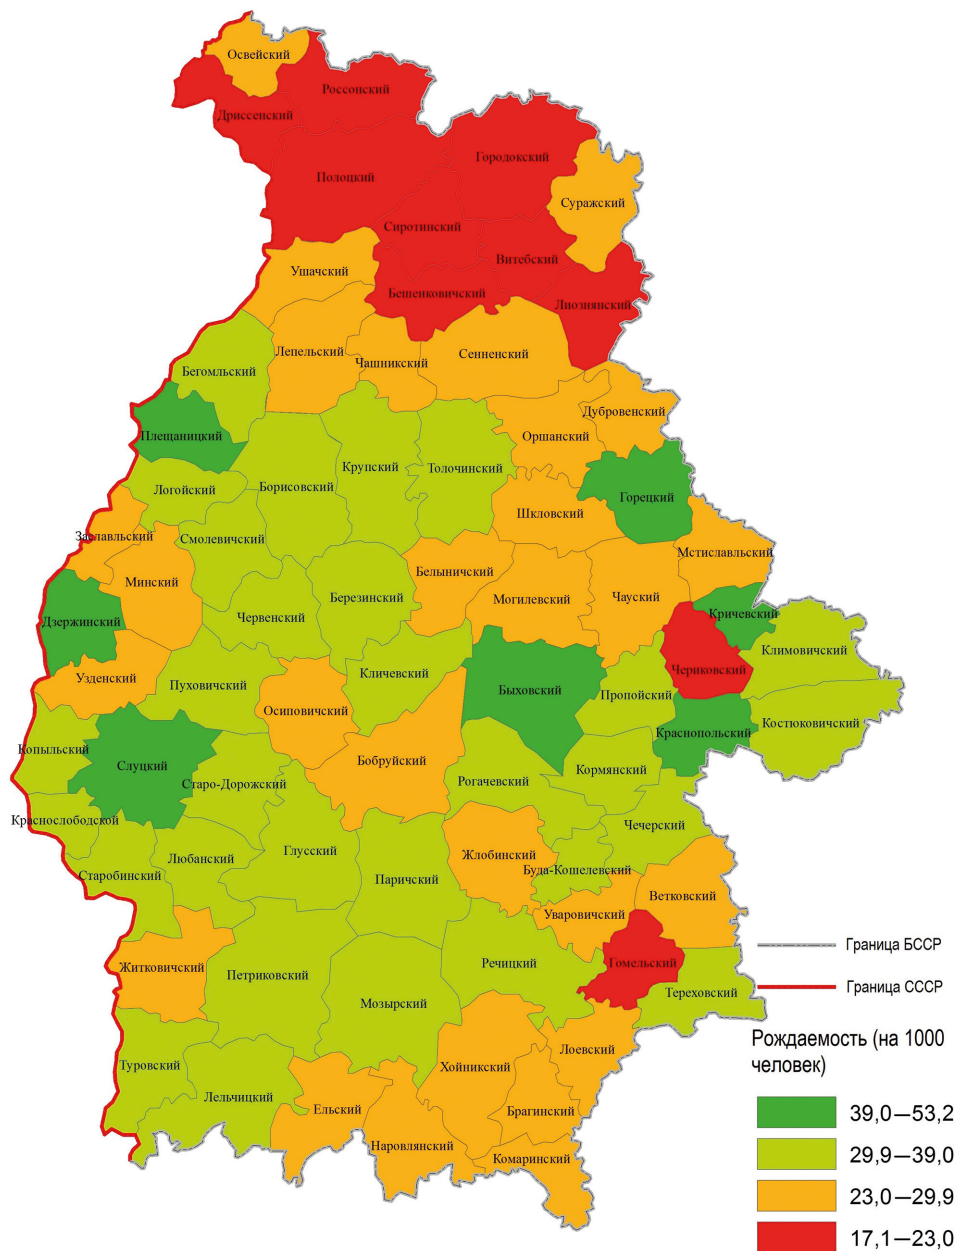 Освейский
Россонский
Дриссенский
Городокский
Полоцкий
Суражский
Сиротинский
Витебский
Ушачский
Бешенковичский
Лиозиянский
Лепельский
Чашникский
Сенненский
Бегомльский
Дубровенский
Плещаницкий
Оршанский
Крупский
Толочинский
Логойский
Борисовский
Горецкий
Шкловский
Заславльский
Смолевичский
Мстиславльский
Минский
Белыничский
Могилевский
Чауский
Березинский
Дзержинский
Червенский
Кричевский
Климовичский
Узденский
Пуховичский
Кличевский
Чериковский
Быховский
Пропойский
Осиповичский
Костюковичский
Краснопольский
Копыльский
Слуцкий
Бобруйский
Кормянский
Старо-Дорожский
Рогачевский
Краснослободской
Чечерский
Любанский
Глусский
Жлобинский
Буда-Кошелевский
Старобинский
Паричский
Ветковский
Уваровичский
Житковичский
Петриковский
Речицкий
Гомельский
Тереховский
Мозырский
Лоевский
Туровский
Хойникский
Лельчицкий
Ельский
Брагинский
Наровлянский
Комаринский
Граница БССР
Граница СССР
Рождаемость (на 1000
человек)
39,0—53,2
29,9—39,0
23,0—29,9
17,1—23,0